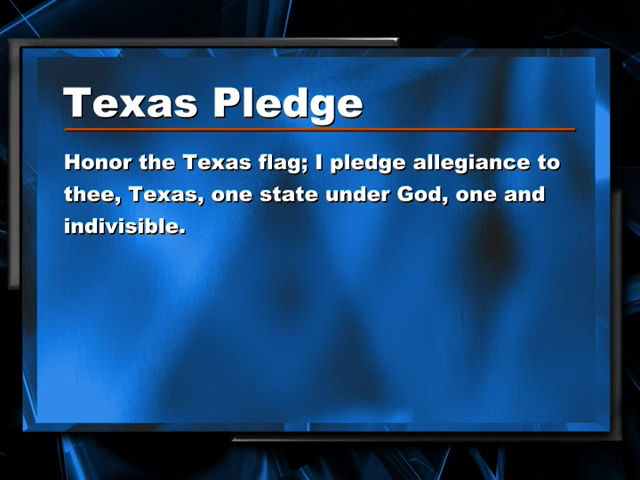 Texas Pledge
Honor the Texas flag; I pledge allegiance to
thee, Texas, one state under God, one and
indivisible.